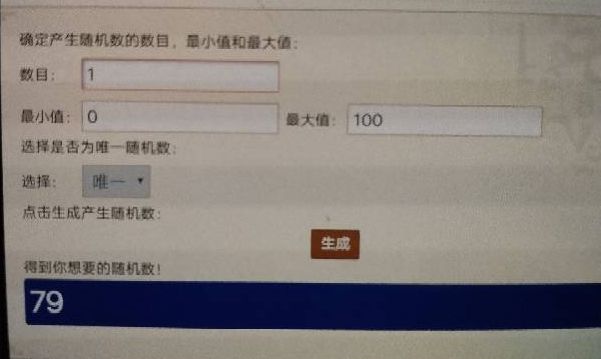 确定产生随机数的数目，最小值和最大值：
数目： 1
最小值： 0 最大值： 100
选择是否为唯一随机数：
选择： 唯一
点击生成产生随机数：
生成
得到你想要的随机数！
79